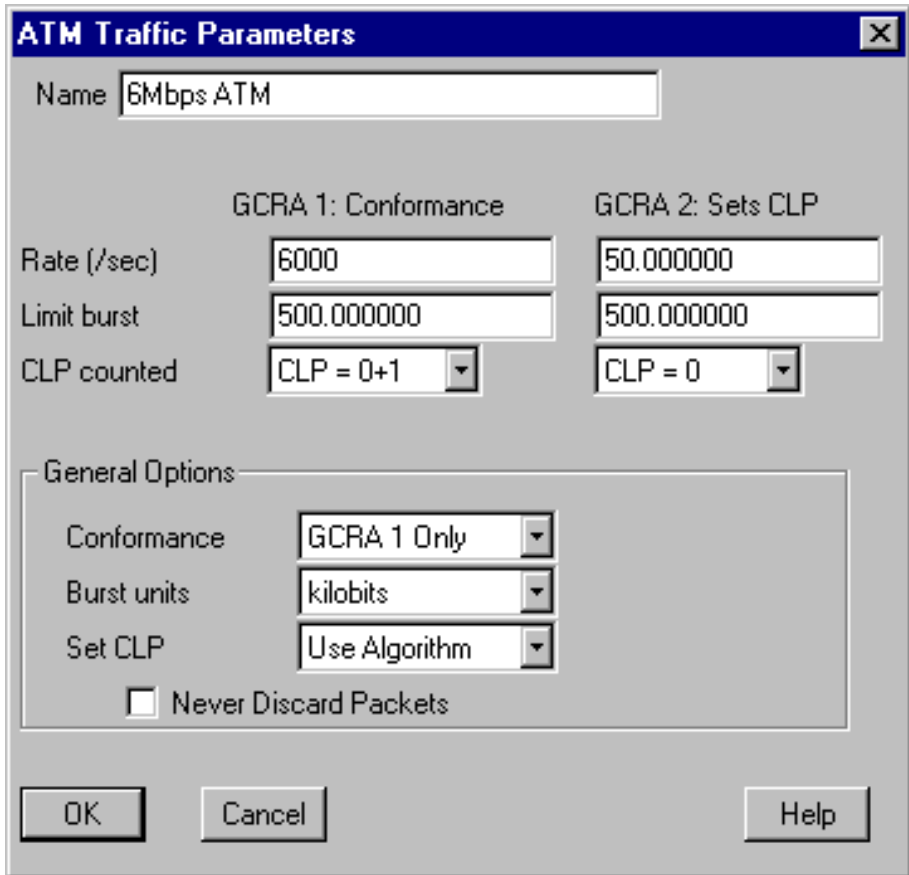 ATM Traffic Parameters
Name 6Mbps ATM
GCRA 1: Conformance GCRA 2: Sets CLP
Rate (/sec) 6000 50.000000
Limit burst 500.000000 500.000000
CLP counted CLP = 0+1 CLP = 0
General Options
Conformance GCRA 1 Only
Burst units kilobits
Set CLP Use Algorithm
Never Discard Packets
OK Cancel Help